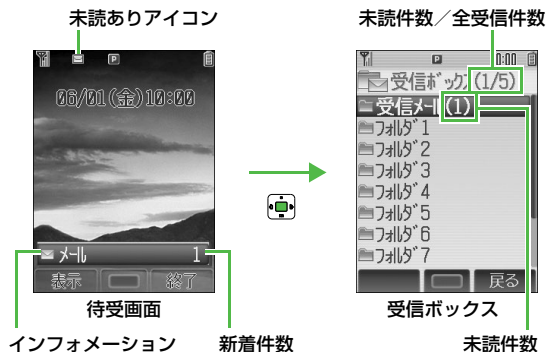 未読ありアイコン
06/01(金)10:00
メール 1
表示 終了
待受画面
インフォメーション
新着件数
未読件数／全受信件数
0:00
受信ボックス(1/5)
受信メール(1)
フォルダ1
フォルダ2
フォルダ3
フォルダ4
フォルダ5
フォルダ6
フォルダ7
戻る
受信ボックス
未読件数